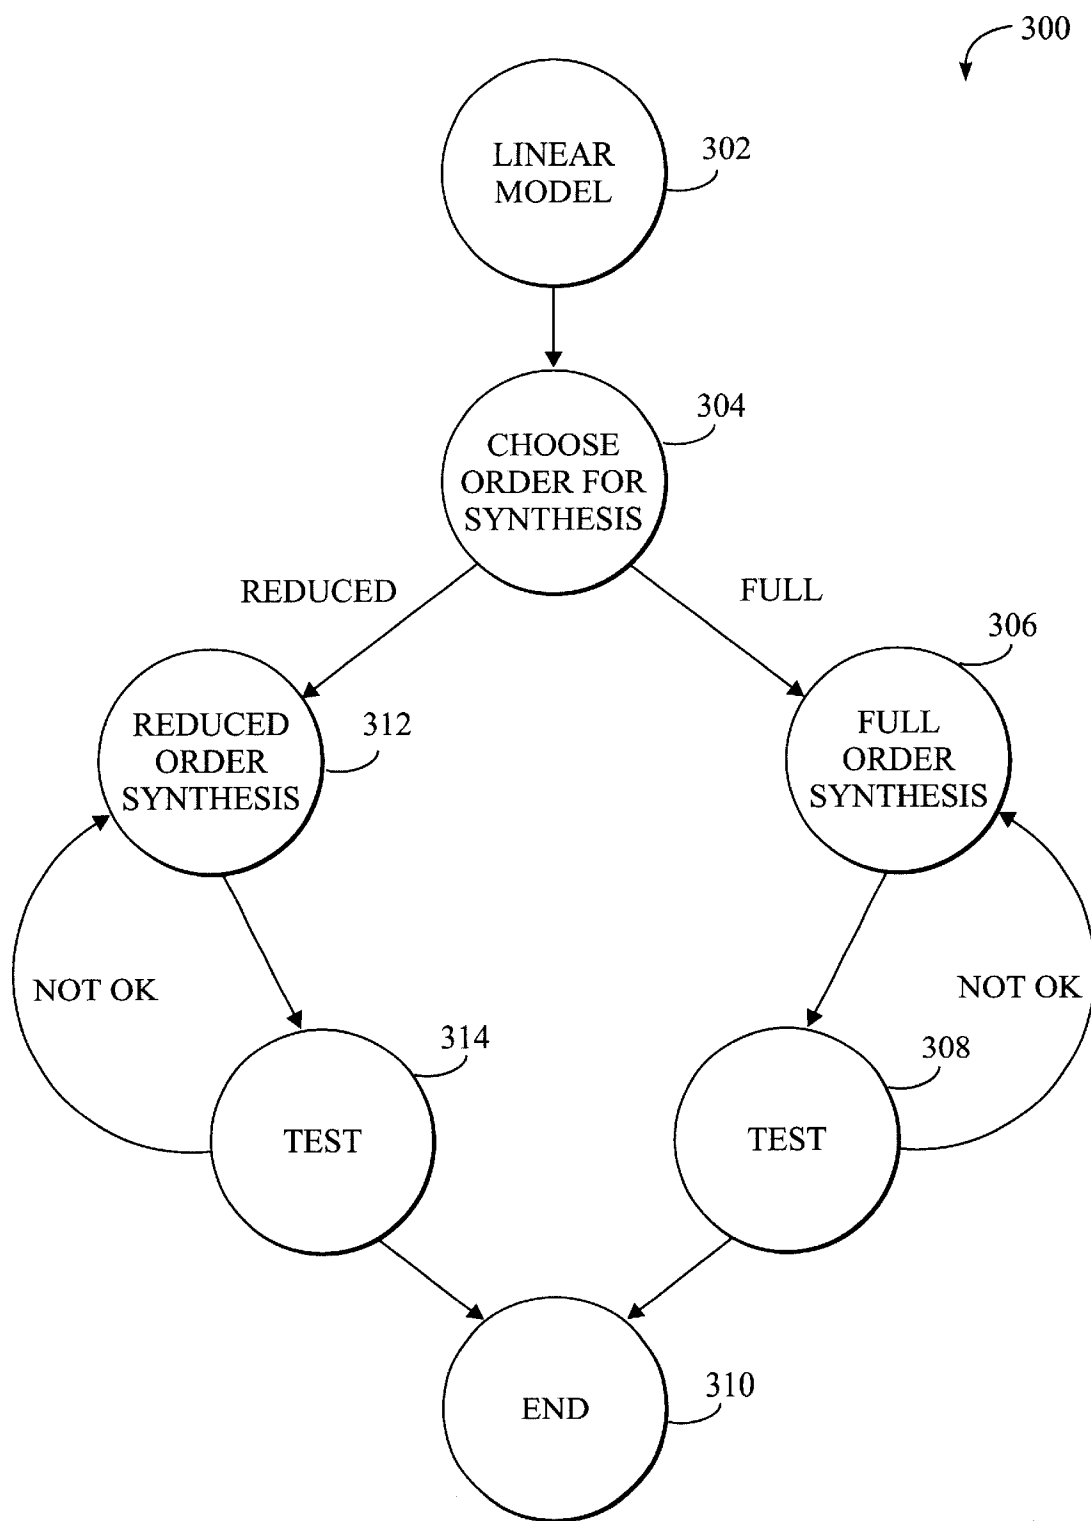 300
LINEAR
MODEL
302
CHOOSE
ORDER FOR
SYNTHESIS
304
REDUCED
FULL
306
REDUCED
ORDER
SYNTHESIS
312
FULL
ORDER
SYNTHESIS
NOT OK
NOT OK
314
308
TEST
TEST
END
310